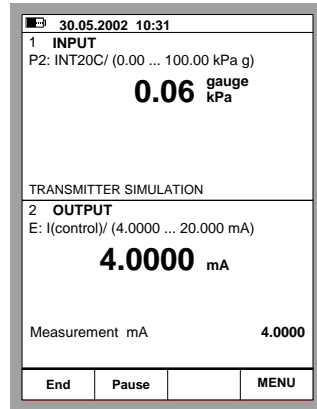 30.05.2002 10:31
1 INPUT
P2: INT20C/ (0.00 ... 100.00 kPa g)
0.06 gauge kPa
TRANSMITTER SIMULATION
2 OUTPUT
E: I(control)/ (4.0000 ... 20.000 mA)
4.0000 mA
Measurement mA 4.0000
End Pause MENU